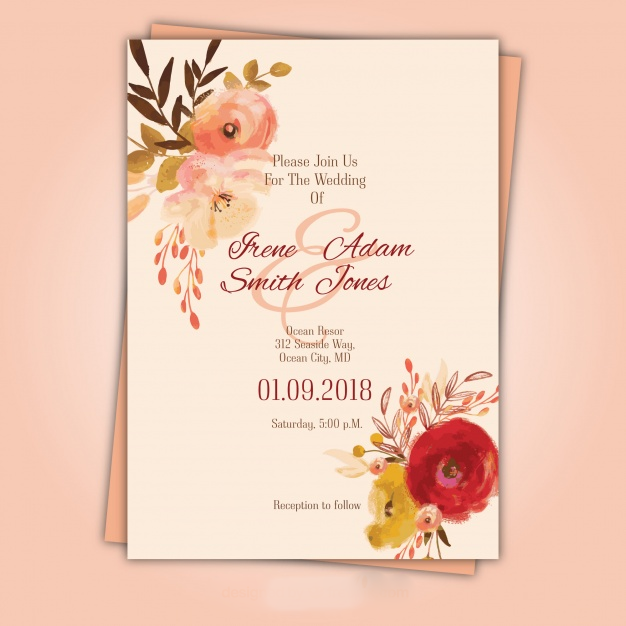 Please Join Us
For The Wedding
Of
&
Irene Adam
Smith Jones
Ocean Resor
312 Seaside Way,
Ocean City, MD
01.09.2018
Saturday, 5:00 p.M.
Reception to follow